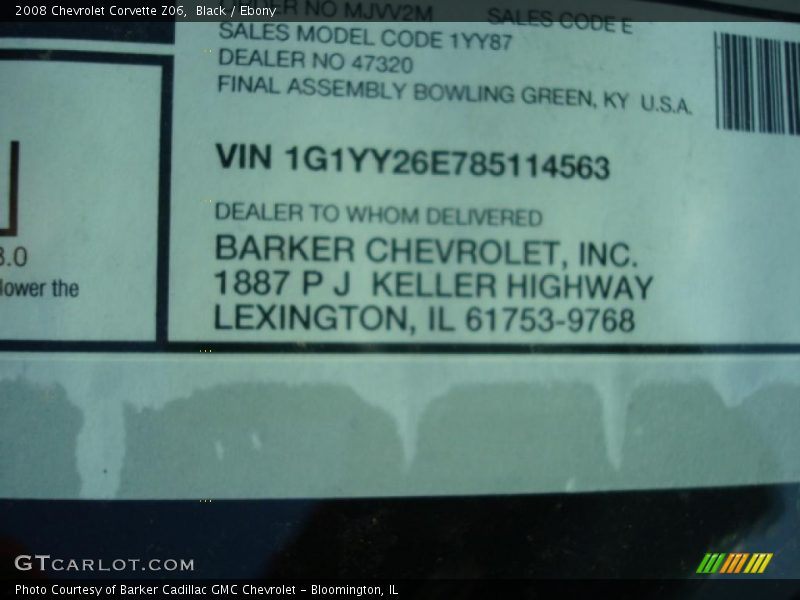 2008 Chevrolet Corvette Z06, Black / Ebony
R NO MJVV2M SALES CODE E
SALES MODEL CODE 1YY87
DEALER NO 47320
FINAL ASSEMBLY BOWLING GREEN, KY U.S.A.
VIN 1G1YY26E785114563
DEALER TO WHOM DELIVERED
BARKER CHEVROLET, INC.
1887 P J KELLER HIGHWAY
LEXINGTON, IL 61753-9768
3.0
lower the
GTCARLOT.COM
Photo Courtesy of Barker Cadillac GMC Chevrolet - Bloomington, IL